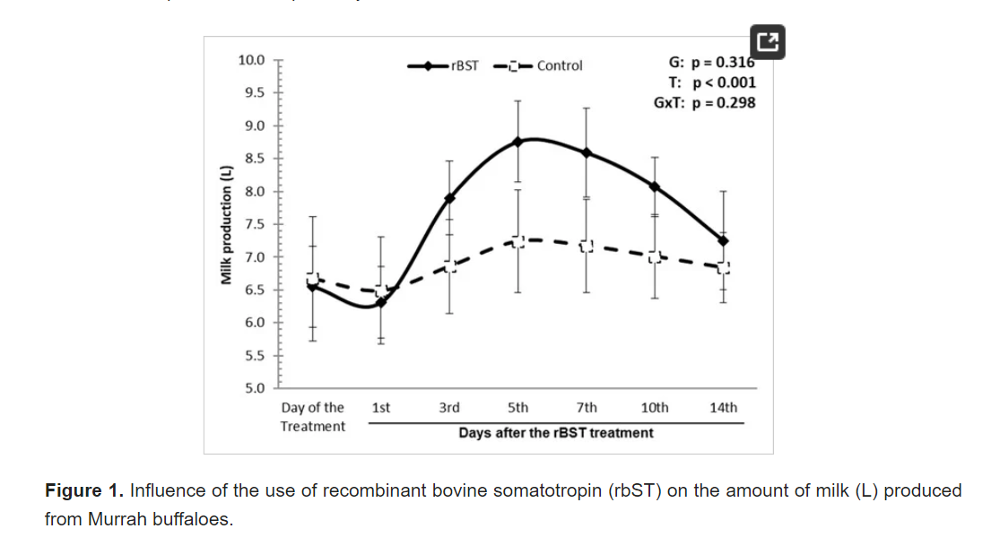 10.0
9.5
9.0
8.5
8.0
7.5
7.0
6.5
6.0
5.5
5.0
Milk production (L)
rBST
Control
G: p = 0.316
T: p < 0.001
GxT: p = 0.298
Day of the
Treatment
1st
3rd
5th
7th
10th
14th
Days after the rBST treatment
Figure 1. Influence of the use of recombinant bovine somatotropin (rbST) on the amount of milk (L) produced
from Murrah buffaloes.